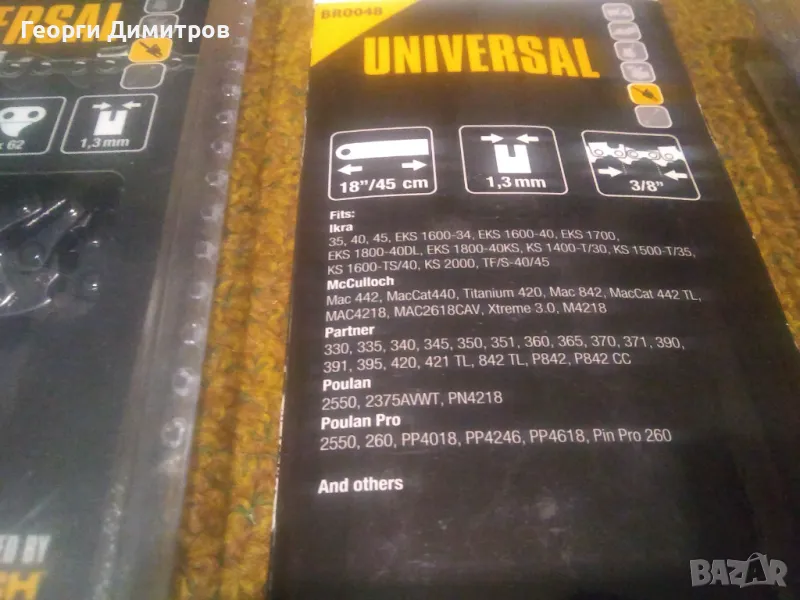 Георги Димитров
ERSAL
x 62
1,3 mm
ED BY
BR0048
UNIVERSAL
18"/45 cm
1,3 mm
3/8"
Fits:
Ikra
35, 40, 45, EKS 1600-34, EKS 1600-40, EKS 1700,
EKS 1800-40DL, EKS 1800-40KS, KS 1400-T/30, KS 1500-T/35,
KS 1600-TS/40, KS 2000, TF/S-40/45
McCulloch
Mac 442, MacCat440, Titanium 420, Mac 842, MacCat 442 TL,
MAC4218, MAC2618CAV, Xtreme 3.0, M4218
Partner
330, 335, 340, 345, 350, 351, 360, 365, 370, 371, 390,
391, 395, 420, 421 TL, 842 TL, P842, P842 CC
Poulan
2550, 2375AVWT, PN4218
Poulan Pro
2550, 260, PP4018, PP4246, PP4618, Pin Pro 260
And others
BAZAR